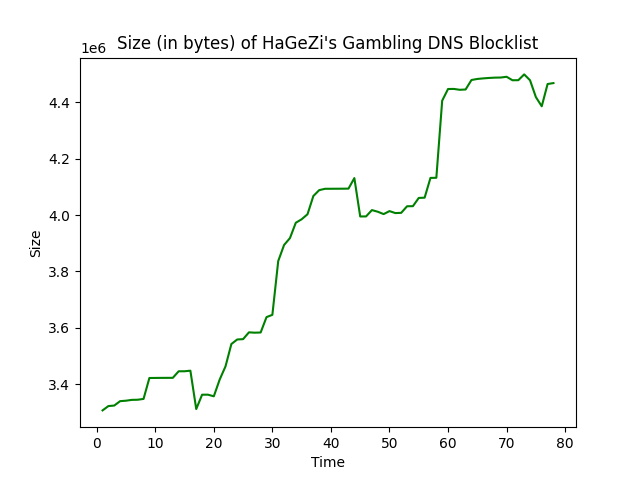 Size (in bytes) of HaGeZi's Gambling DNS Blocklist
1e6
4.4
4.2
4.0
3.8
3.6
3.4
Size
0 10 20 30 40 50 60 70 80
Time